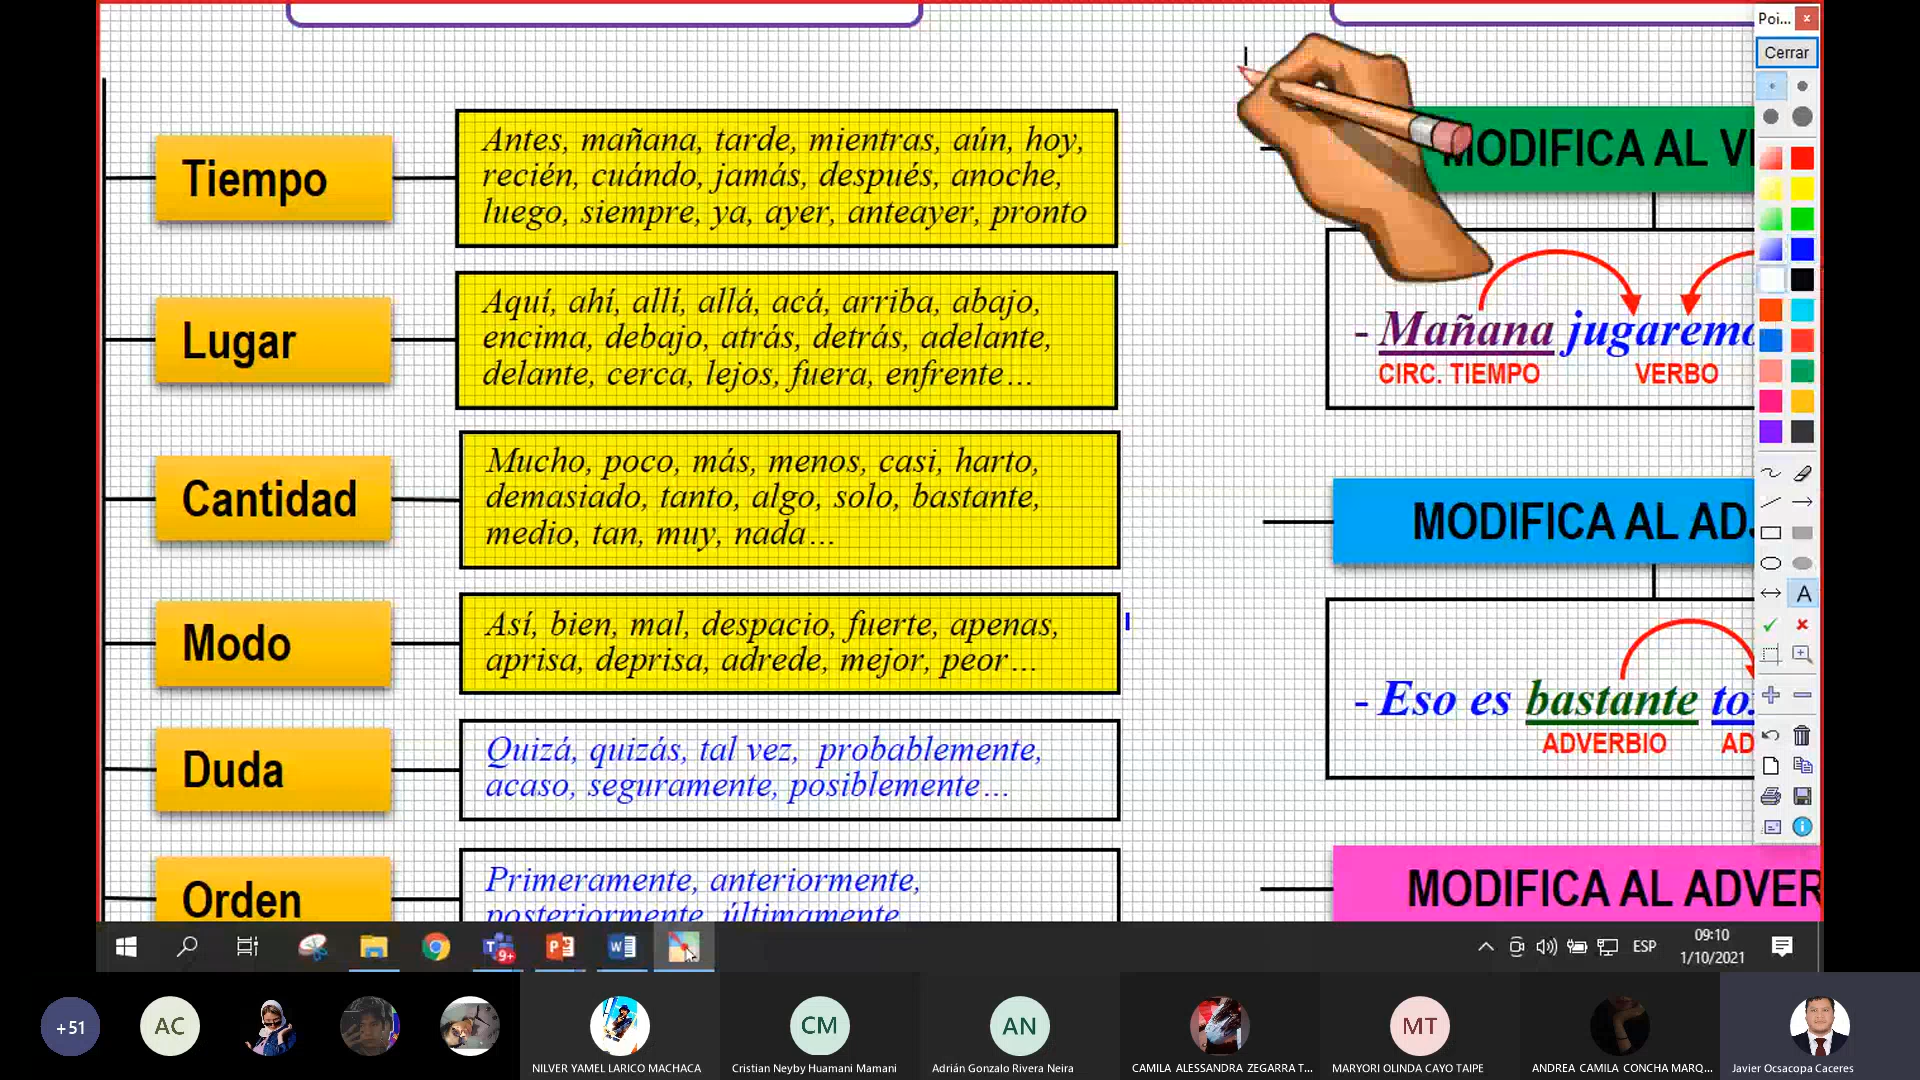 Poi...
Cerrar
Tiempo
Antes, mañana, tarde, mientras, aún, hoy,
recién, cuándo, jamás, después, anoche,
luego, siempre, ya, ayer, anteayer, pronto
Lugar
Aquí, ahí, allí, allá, acá, arriba, abajo,
encima, debajo, atrás, detrás, adelante,
delante, cerca, lejos, fuera, enfrente...
Cantidad
Mucho, poco, más, menos, casi, harto,
demasiado, tanto, algo, solo, bastante,
medio, tan, muy, nada...
Modo
Así, bien, mal, despacio, fuerte, apenas,
aprisa, deprisa, adrede, mejor, peor...
Duda
Quizá, quizás, tal vez, probablemente,
acaso, seguramente, posiblemente...
Orden
Primeramente, anteriormente,
posteriormente, últimamente
MODIFICA AL
- Mañana jugaremo
CIRC. TIEMPO VERBO
MODIFICA AL ADJ
- Eso es bastante
ADVERBIO AD
MODIFICA AL ADVER
A
9+
ESP
09:10
1/10/2021
+51
AC
CM
AN
MT
NILVER YAMEL LARICO MACHACA
Cristian Neyby Huamani Mamani
Adrián Gonzalo Rivera Neira
CAMILA ALESSANDRA ZEGARRA T...
MARYORI OLINDA CAYO TAIPE
ANDREA CAMILA CONCHA MARQ...
Javier Ocsacopa Caceres